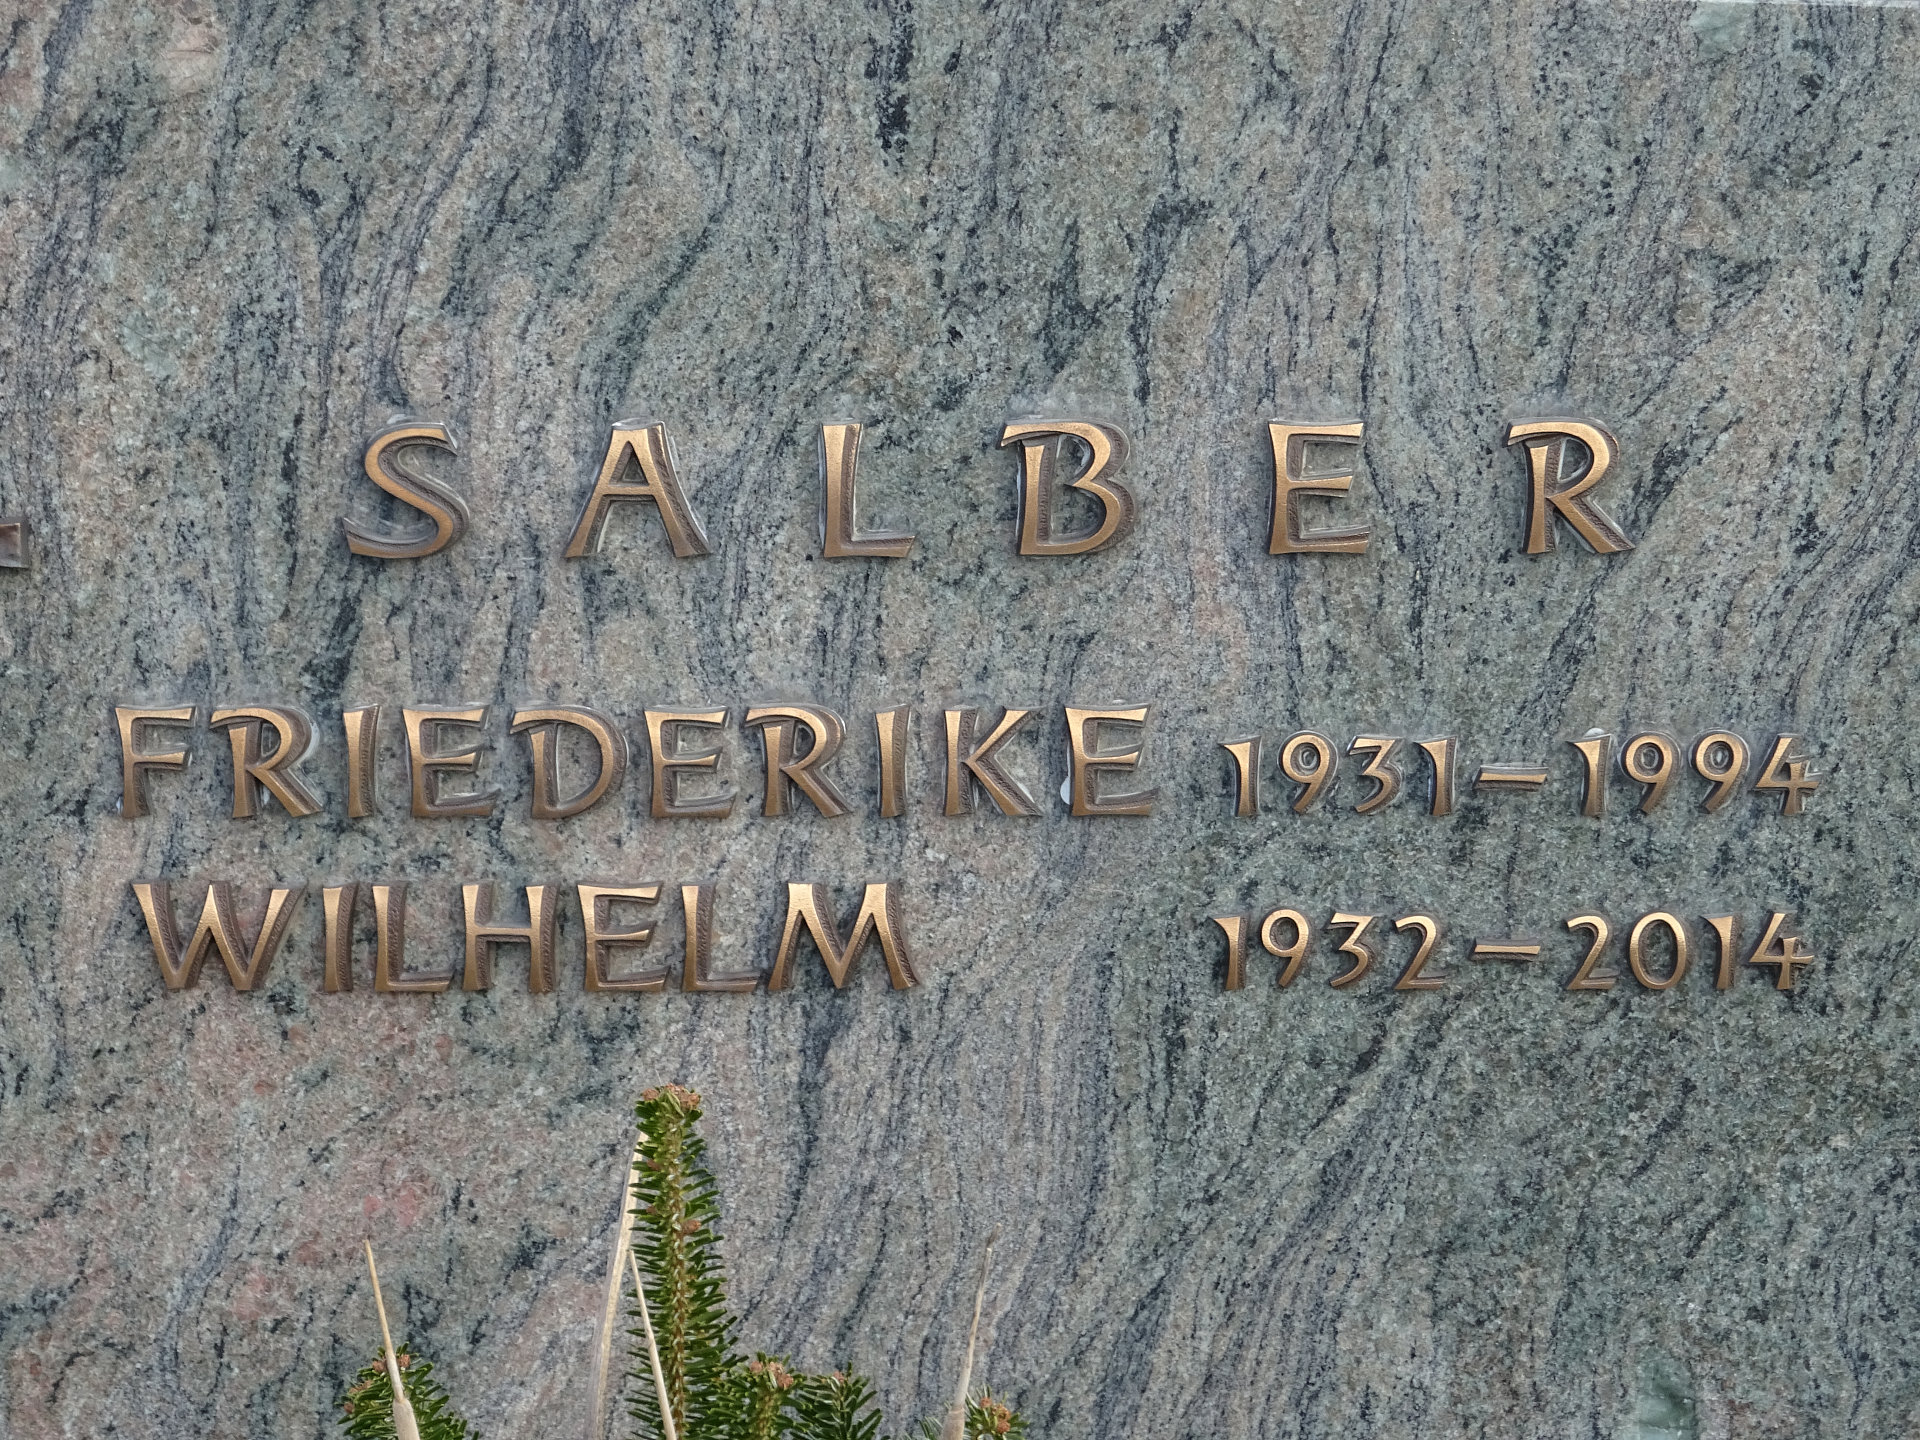 SALBER
FRIEDERIKE 1931–1994
WILHELM 1932–2014